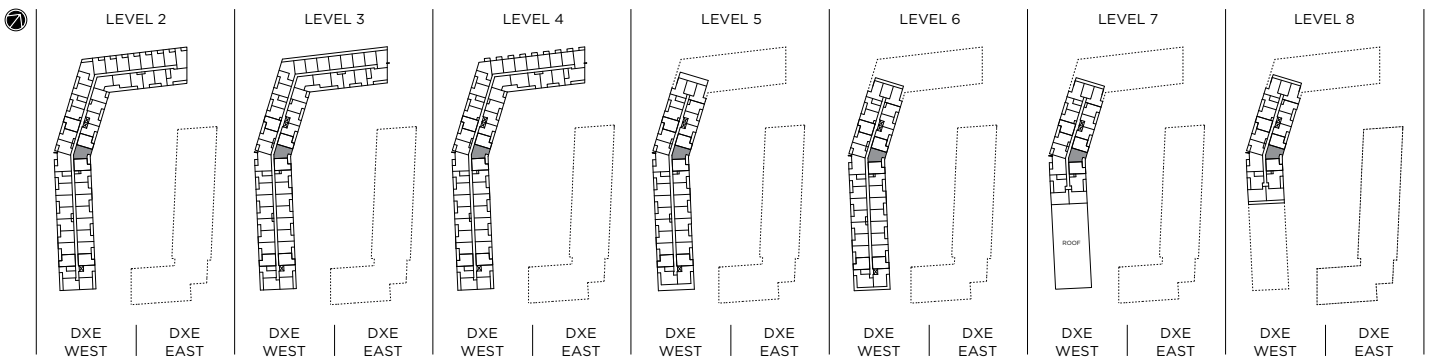 LEVEL 2
LEVEL 3
LEVEL 4
LEVEL 5
LEVEL 6
LEVEL 7
LEVEL 8
ROOF
DXE
WEST
DXE
EAST
DXE
WEST
DXE
EAST
DXE
WEST
DXE
EAST
DXE
WEST
DXE
EAST
DXE
WEST
DXE
EAST
DXE
WEST
DXE
EAST
DXE
WEST
DXE
EAST